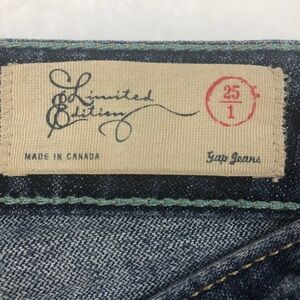 Limited
Edition
25
1
MADE IN CANADA
Gap Jeans